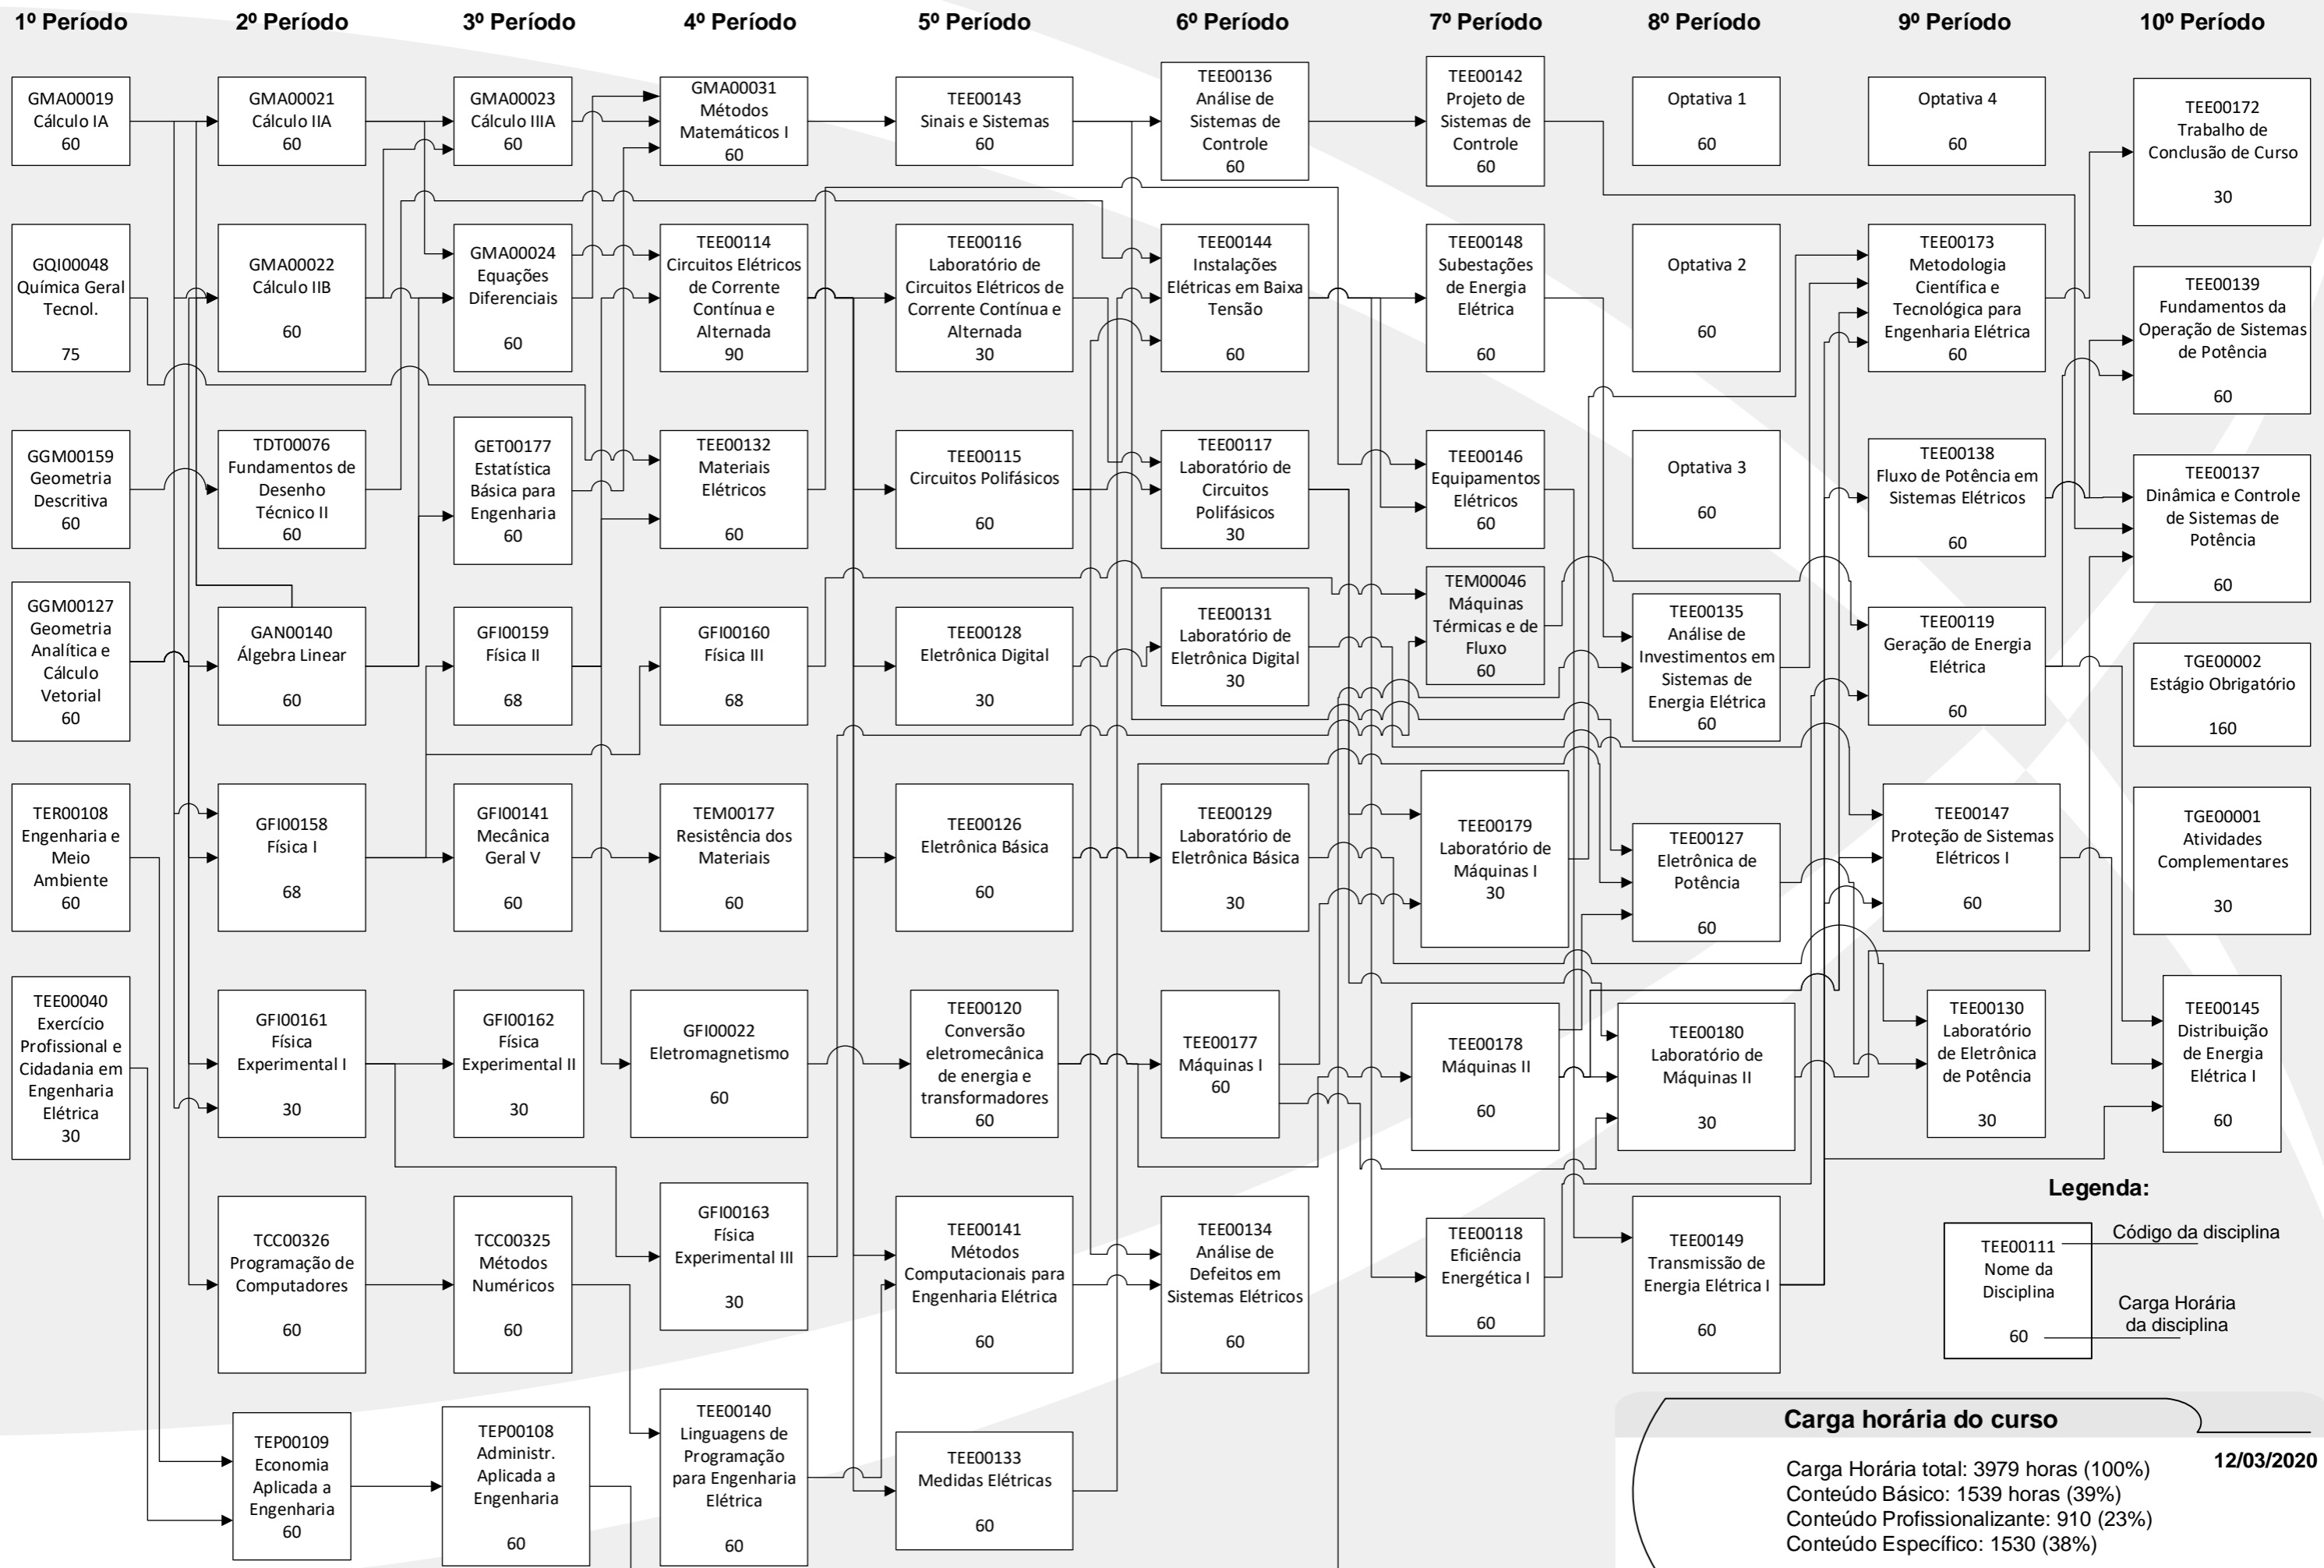 1º Período
2º Período
3º Período
4º Período
5º Período
6º Período
7º Período
8º Período
9º Período
10º Período
GMA00019
Cálculo IA
60
GQI00048
Química Geral
Tecnol.
75
GGM00159
Geometria
Descritiva
60
GGM00127
Geometria
Analítica e
Cálculo
Vetorial
60
TER00108
Engenharia e
Meio
Ambiente
60
TEE00040
Exercício
Profissional e
Cidadania em
Engenharia
Elétrica
30
GMA00021
Cálculo IIA
60
GMA00022
Cálculo IIB
60
TDT00076
Fundamentos de
Desenho
Técnico II
60
GAN00140
Álgebra Linear
60
GFI00158
Física I
68
GFI00161
Física
Experimental I
30
TCC00326
Programação de
Computadores
60
TEP00109
Economia
Aplicada a
Engenharia
60
GMA00023
Cálculo IIIA
60
GMA00024
Equações
Diferenciais
60
GET00177
Estatística
Básica para
Engenharia
60
GFI00159
Física II
68
GFI00141
Mecânica
Geral V
60
GFI00162
Física
Experimental II
30
TCC00325
Métodos
Numéricos
60
TEP00108
Administr.
Aplicada a
Engenharia
60
GMA00031
Métodos
Matemáticos I
60
TEE00114
Circuitos Elétricos
de Corrente
Contínua e
Alternada
90
TEE00132
Materiais
Elétricos
60
GFI00160
Física III
68
TEM00177
Resistência dos
Materiais
60
GFI00022
Eletromagnetismo
60
GFI00163
Física
Experimental III
30
TEE00140
Linguagens de
Programação
para Engenharia
Elétrica
60
TEE00143
Sinais e Sistemas
60
TEE00116
Laboratório de
Circuitos Elétricos de
Corrente Contínua e
Alternada
30
TEE00115
Circuitos Polifásicos
60
TEE00128
Eletrônica Digital
30
TEE00126
Eletrônica Básica
60
TEE00120
Conversão
eletromecânica
de energia e
transformadores
60
TEE00141
Métodos
Computacionais para
Engenharia Elétrica
60
TEE00133
Medidas Elétricas
60
TEE00136
Análise de
Sistemas de
Controle
60
TEE00144
Instalações
Elétricas em Baixa
Tensão
60
TEE00117
Laboratório de
Circuitos
Polifásicos
30
TEE00131
Laboratório de
Eletrônica Digital
30
TEE00129
Laboratório de
Eletrônica Básica
30
TEE00177
Máquinas I
60
TEE00134
Análise de
Defeitos em
Sistemas Elétricos
60
TEE00142
Projeto de
Sistemas de
Controle
60
TEE00148
Subestações
de Energia
Elétrica
60
TEE00146
Equipamentos
Elétricos
60
TEM00046
Máquinas
Térmicas e de
Fluxo
60
TEE00179
Laboratório de
Máquinas I
30
TEE00178
Máquinas II
60
TEE00118
Eficiência
Energética I
60
Optativa 1
60
Optativa 2
60
Optativa 3
60
TEE00135
Análise de
Investimentos em
Sistemas de
Energia Elétrica
60
TEE00127
Eletrônica de
Potência
60
TEE00180
Laboratório de
Máquinas II
30
TEE00149
Transmissão de
Energia Elétrica I
60
Optativa 4
60
TEE00173
Metodologia
Científica e
Tecnológica para
Engenharia Elétrica
60
TEE00138
Fluxo de Potência em
Sistemas Elétricos
60
TEE00119
Geração de Energia
Elétrica
60
TEE00147
Proteção de Sistemas
Elétricos I
60
TEE00130
Laboratório
de Eletrônica
de Potência
30
TEE00172
Trabalho de
Conclusão de Curso
30
TEE00139
Fundamentos da
Operação de Sistemas
de Potência
60
TEE00137
Dinâmica e Controle
de Sistemas de
Potência
60
TGE00002
Estágio Obrigatório
160
TGE00001
Atividades
Complementares
30
TEE00145
Distribuição
de Energia
Elétrica I
60
Legenda:
TEE00111
Nome da
Disciplina
60
Código da disciplina
Carga Horária
da disciplina
Carga horária do curso
12/03/2020
Carga Horária total: 3979 horas (100%)
Conteúdo Básico: 1539 horas (39%)
Conteúdo Profissionalizante: 910 (23%)
Conteúdo Específico: 1530 (38%)